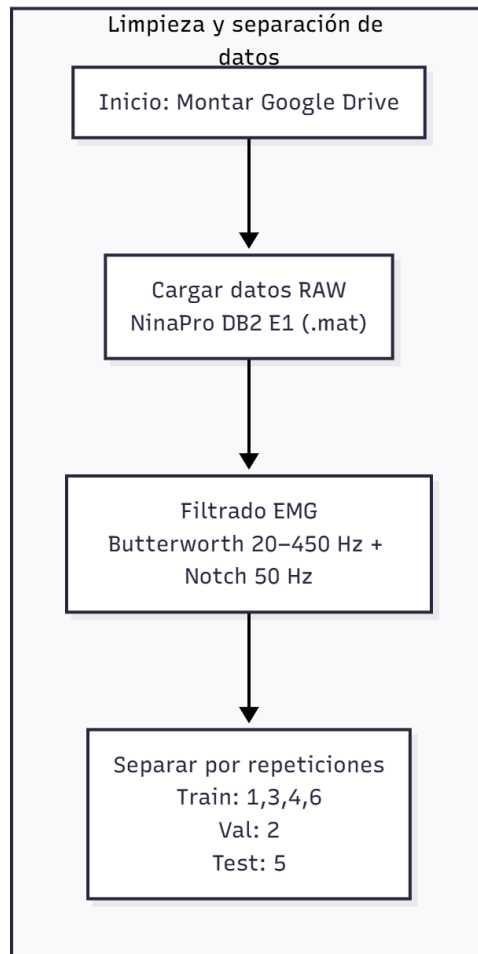 Limpieza y separación de
datos
Inicio: Montar Google Drive
Cargar datos RAW
NinaPro DB2 E1 (.mat)
Filtrado EMG
Butterworth 20–450 Hz +
Notch 50 Hz
Separar por repeticiones
Train: 1,3,4,6
Val: 2
Test: 5